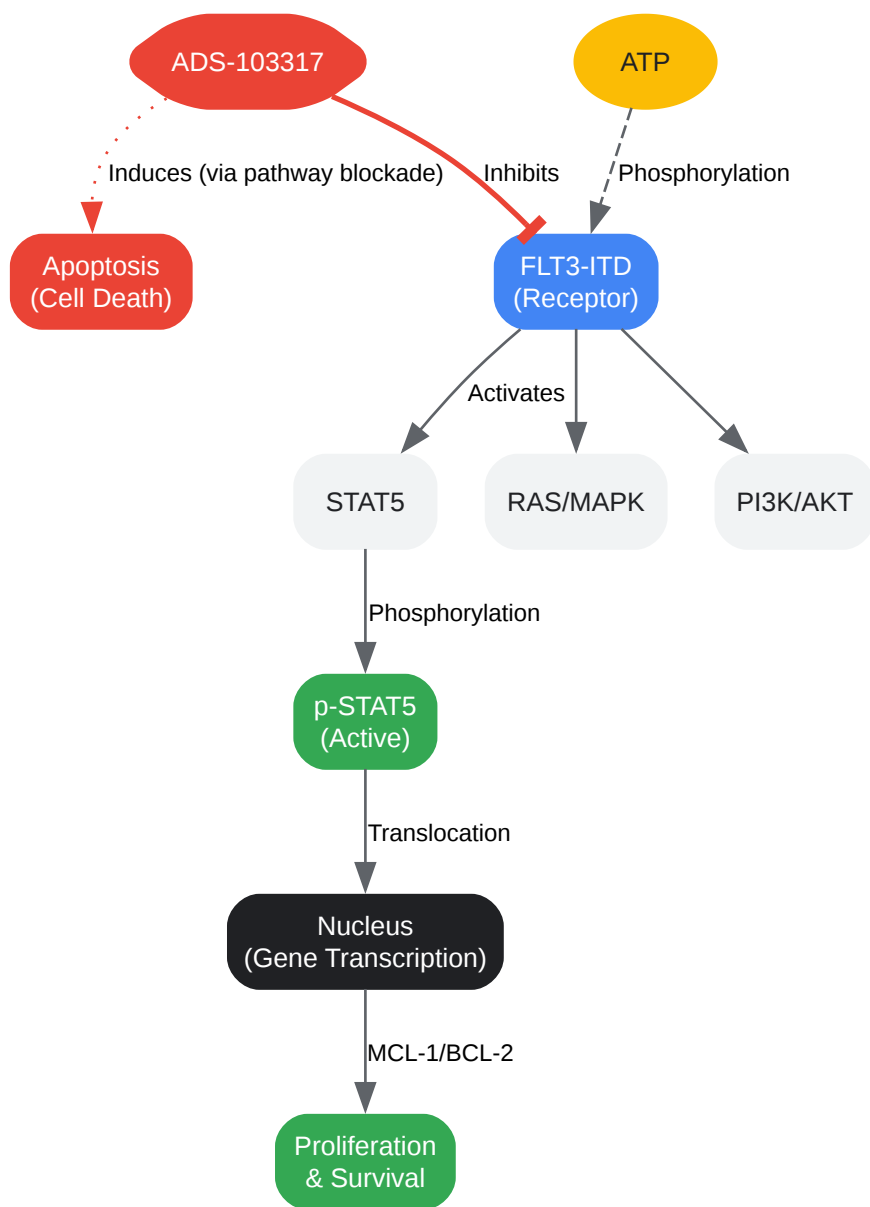 ADS-103317
ATP
Induces (via pathway blockade)
Inhibits
Phosphorylation
Apoptosis
(Cell Death)
FLT3-ITD
(Receptor)
Activates
STAT5
RAS/MAPK
PI3K/AKT
Phosphorylation
p-STAT5
(Active)
Translocation
Nucleus
(Gene Transcription)
MCL-1/BCL-2
Proliferation
& Survival